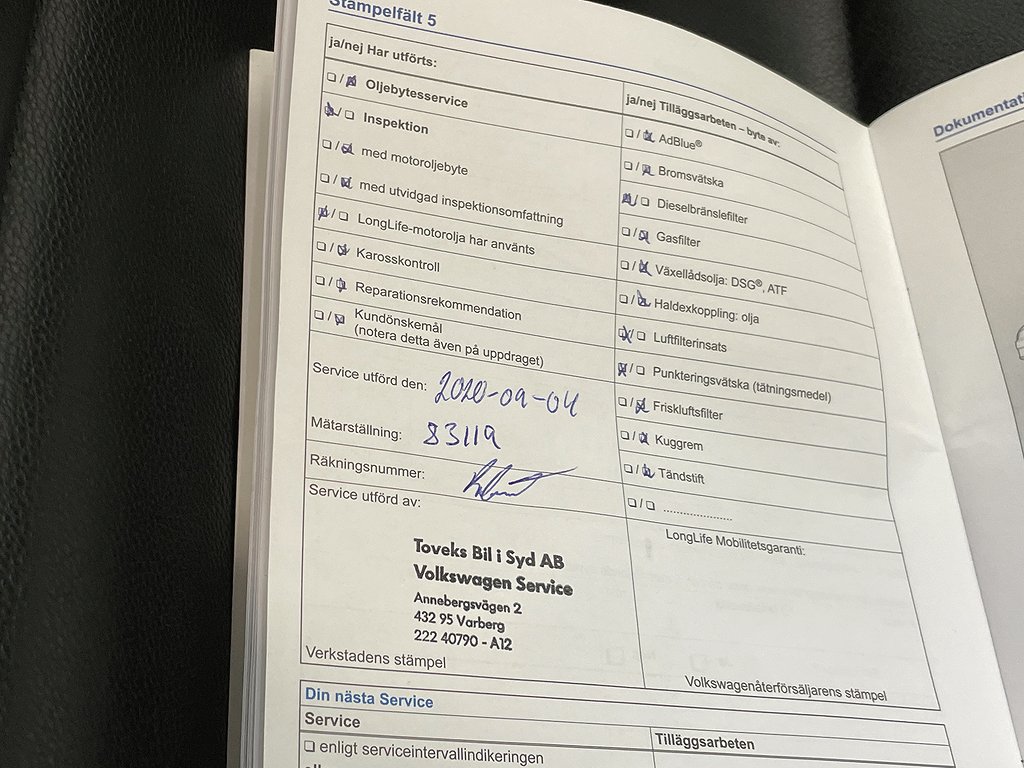 Stampelfält 5
ja/nej Har utförts:
Oljebytesservice
Inspektion
med motoroljebyte
med utvidgad inspektionsomfattning
LongLife-motorolja har använts
Karosskontroll
Reparationsrekommendation
Kundönskemål
(notera detta även på uppdraget)
Service utförd den: 2020-09-04
Mätarställning: 83119
Räkningsnummer:
Service utförd av:
Toveks Bil i Syd AB
Volkswagen Service
Annebergsvägen 2
432 95 Varberg
222 40790 - A12
Verkstadens stämpel
ja/nej Tilläggsarbeten – byte av:
AdBlue®
Bromsvätska
Dieselbränslefilter
Gasfilter
Växellådsolja: DSG®, ATF
Haldexkoppling: olja
Luftfilterinsats
Punkteringsvätska (tätningsmedel)
Friskluftsfilter
Kuggrem
Tändstift
LongLife Mobilitetsgaranti:
Volkswagenåterförsäljarens stämpel
Din nästa Service
Service
enligt serviceintervallindikeringen
Tilläggsarbeten